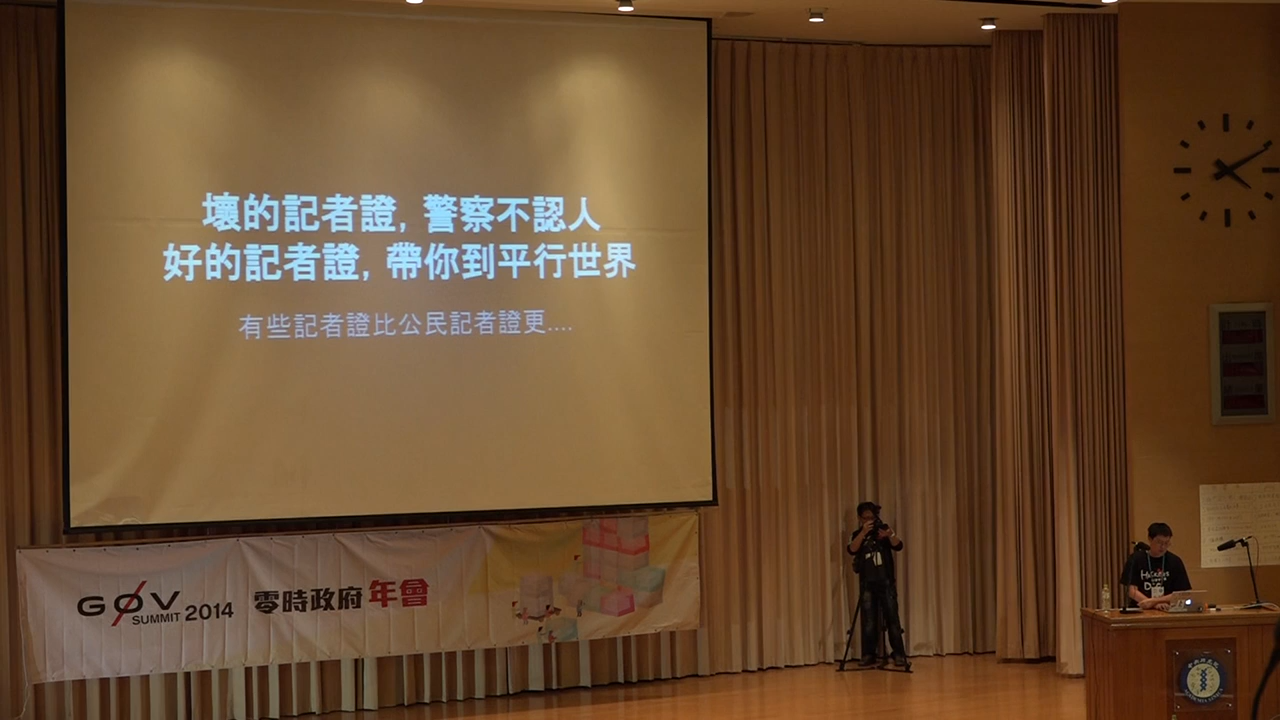 壞的記者證, 警察不認人
好的記者證, 帶你到平行世界
有些記者證比公民記者證更....
GØV SUMMIT 2014 零時政府年會